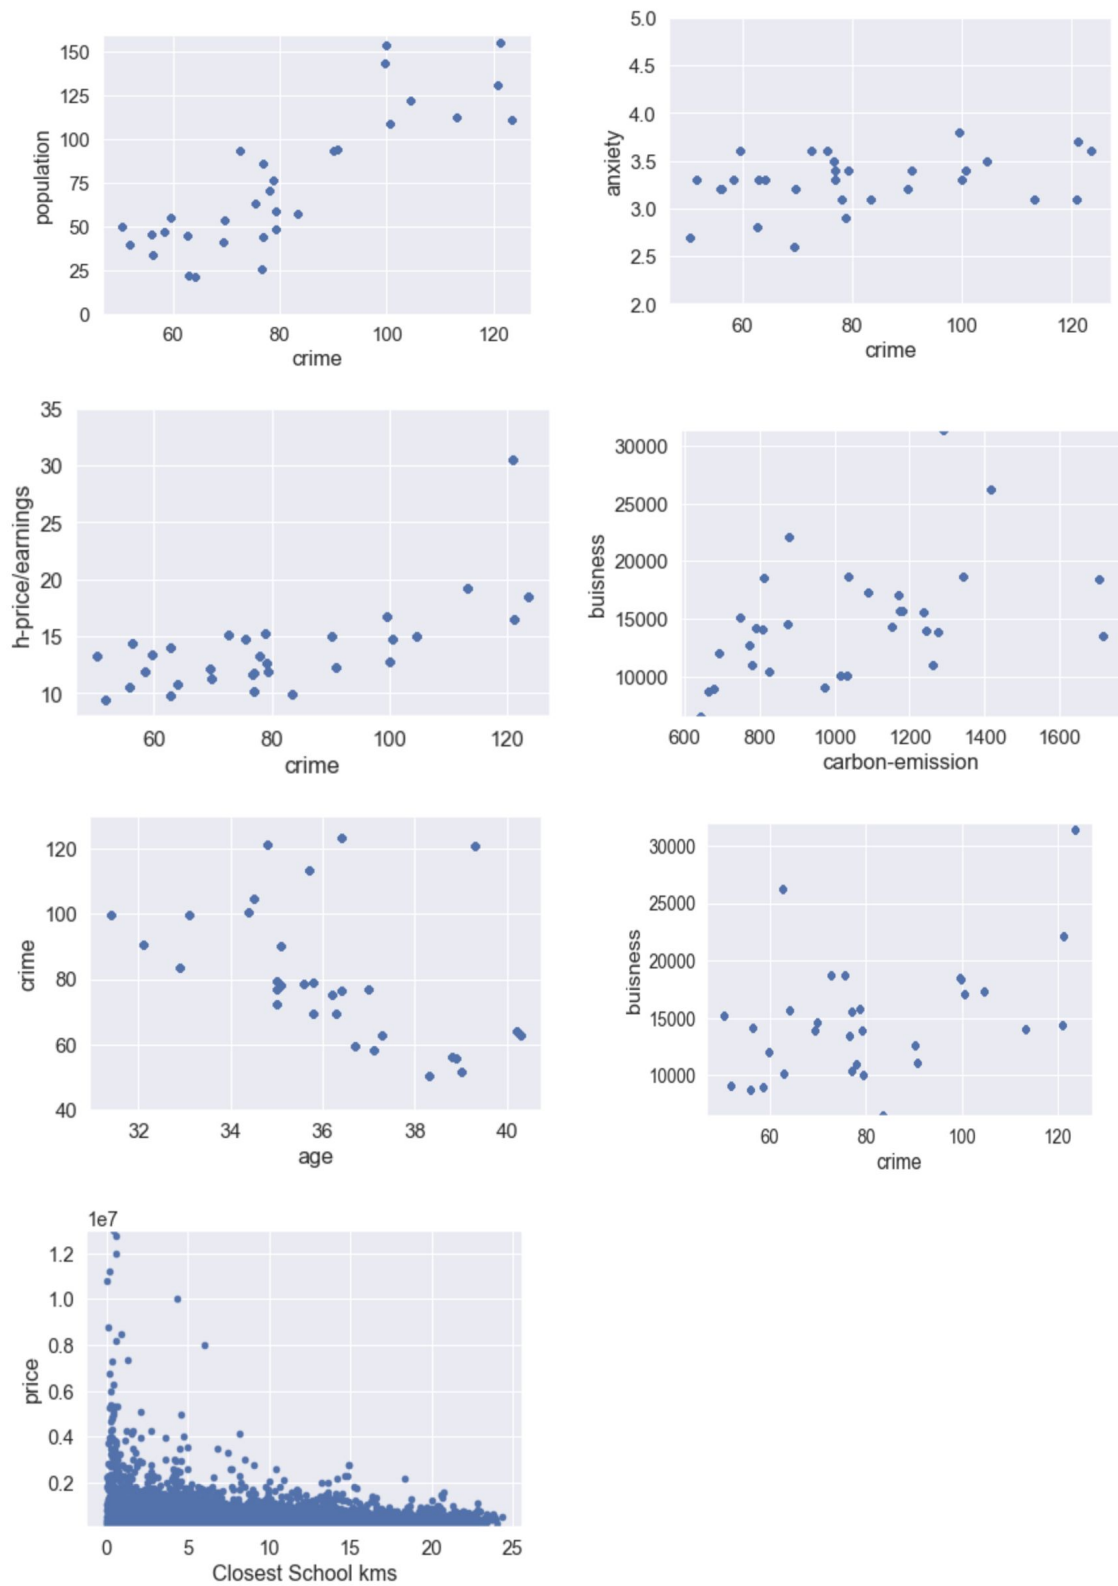 150
125
100
75
50
25
0
population
60 80 100 120
crime
5.0
4.5
4.0
3.5
3.0
2.5
2.0
anxiety
60 80 100 120
crime
35
30
25
20
15
10
h-price/earnings
60 80 100 120
crime
30000
25000
20000
15000
10000
buisness
600 800 1000 1200 1400 1600
carbon-emission
120
100
80
60
40
crime
32 34 36 38 40
age
30000
25000
20000
15000
10000
buisness
60 80 100 120
crime
1e7
1.2
1.0
0.8
0.6
0.4
0.2
price
0 5 10 15 20 25
Closest School kms